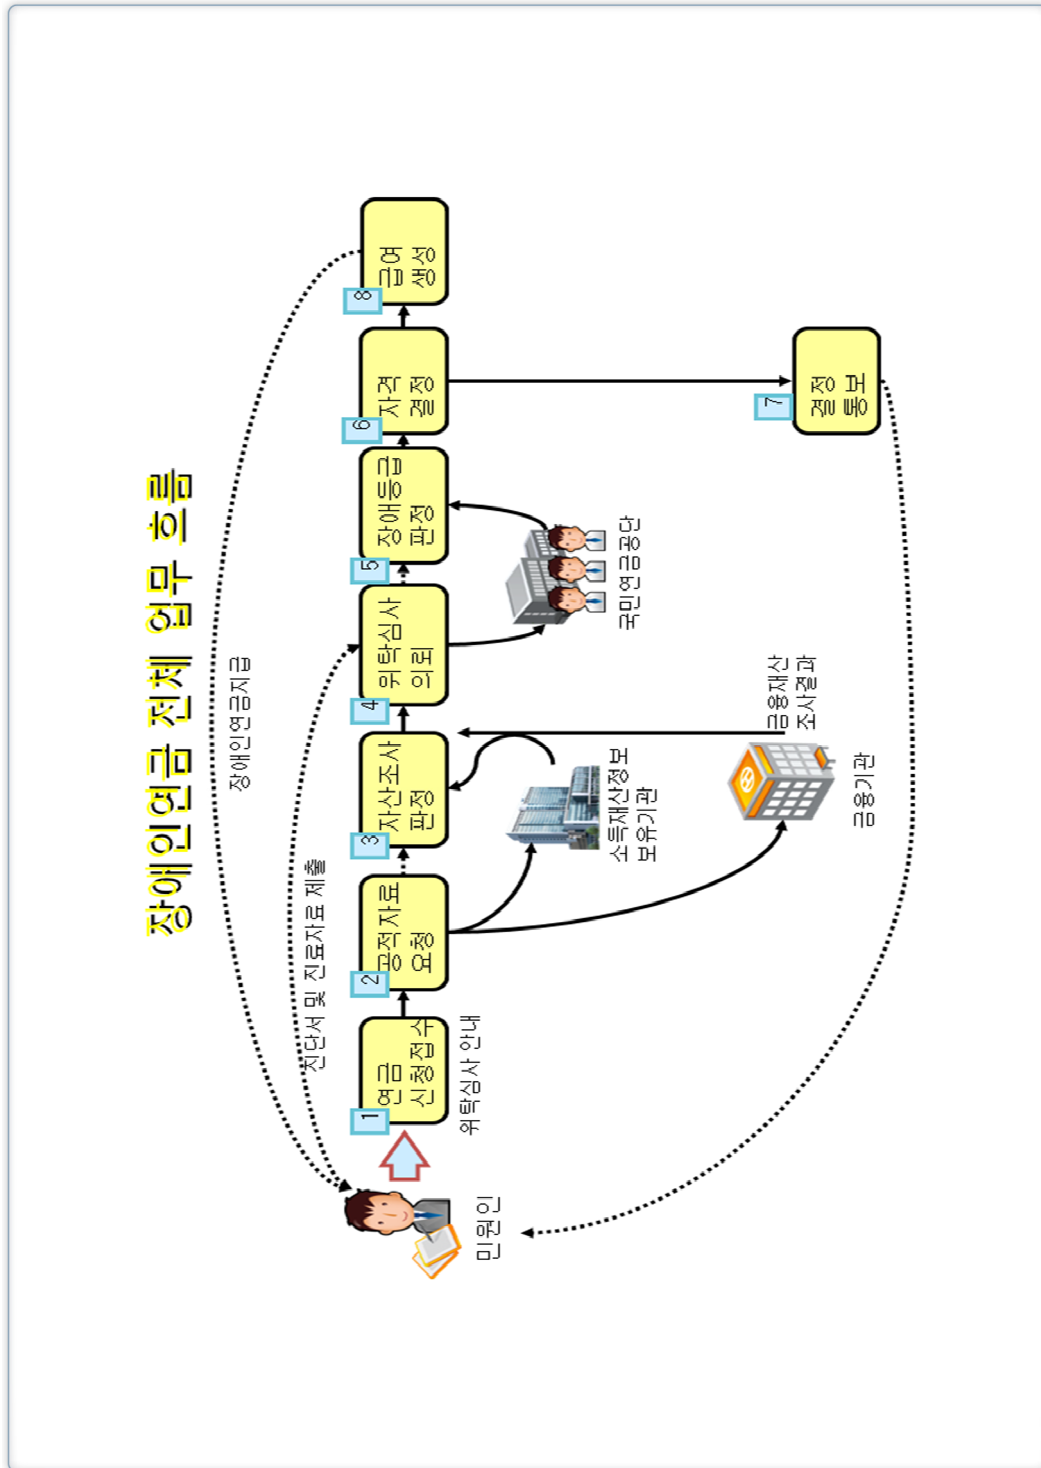 장애인연금 전체 업무 흐름
장애인연금지급
진단서 및 진료자료 제출
1
연금
신청접수
2
공적자료
요청
3
자산조사
판정
4
위탁심사
의뢰
5
장애등급
판정
6
자격
결정
8
급여
생성
위탁심사 안내
민원인
소득재산정보
보유기관
국민연금공단
금융재산
조사결과
금융기관
7
결정
통보